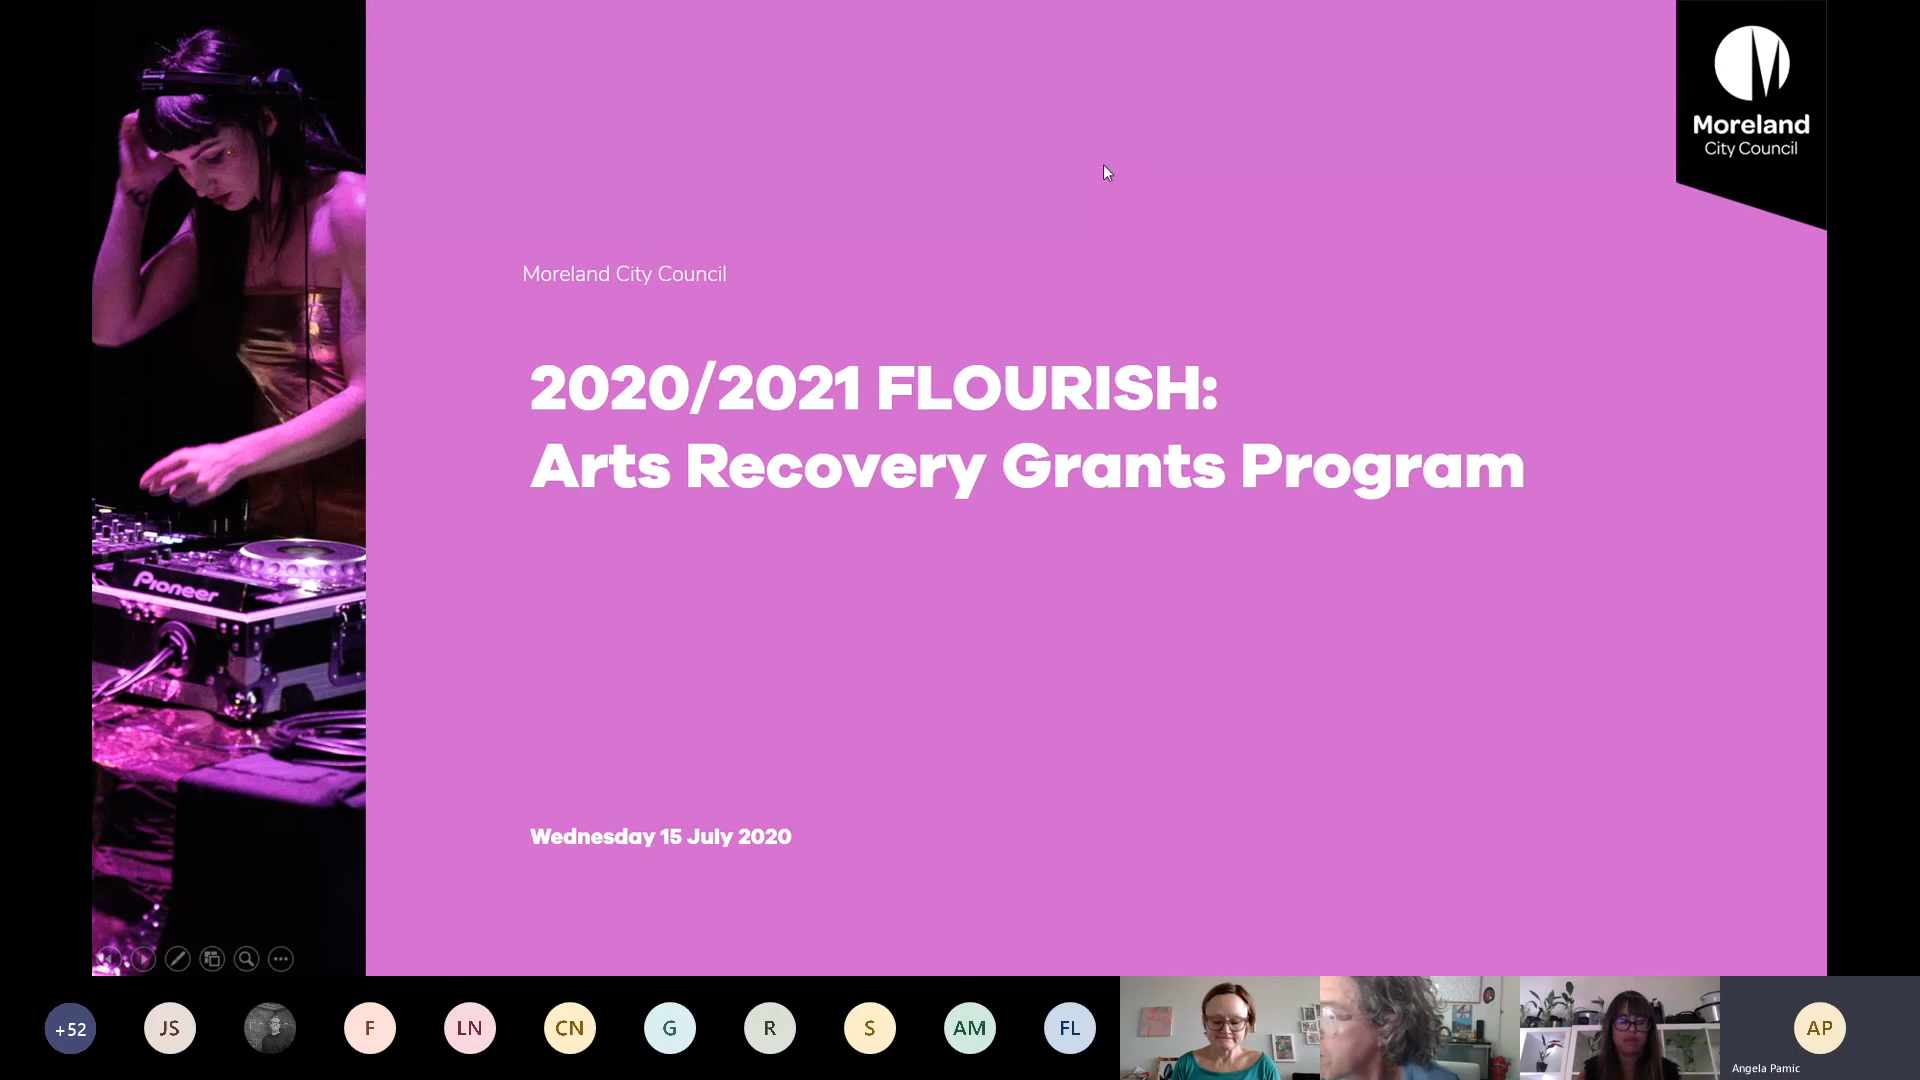 Moreland
City Council
Moreland City Council
2020/2021 FLOURISH:
Arts Recovery Grants Program
Pioneer
Wednesday 15 July 2020
+52
JS
F
LN
CN
G
R
S
AM
FL
AP
Angela Pamic